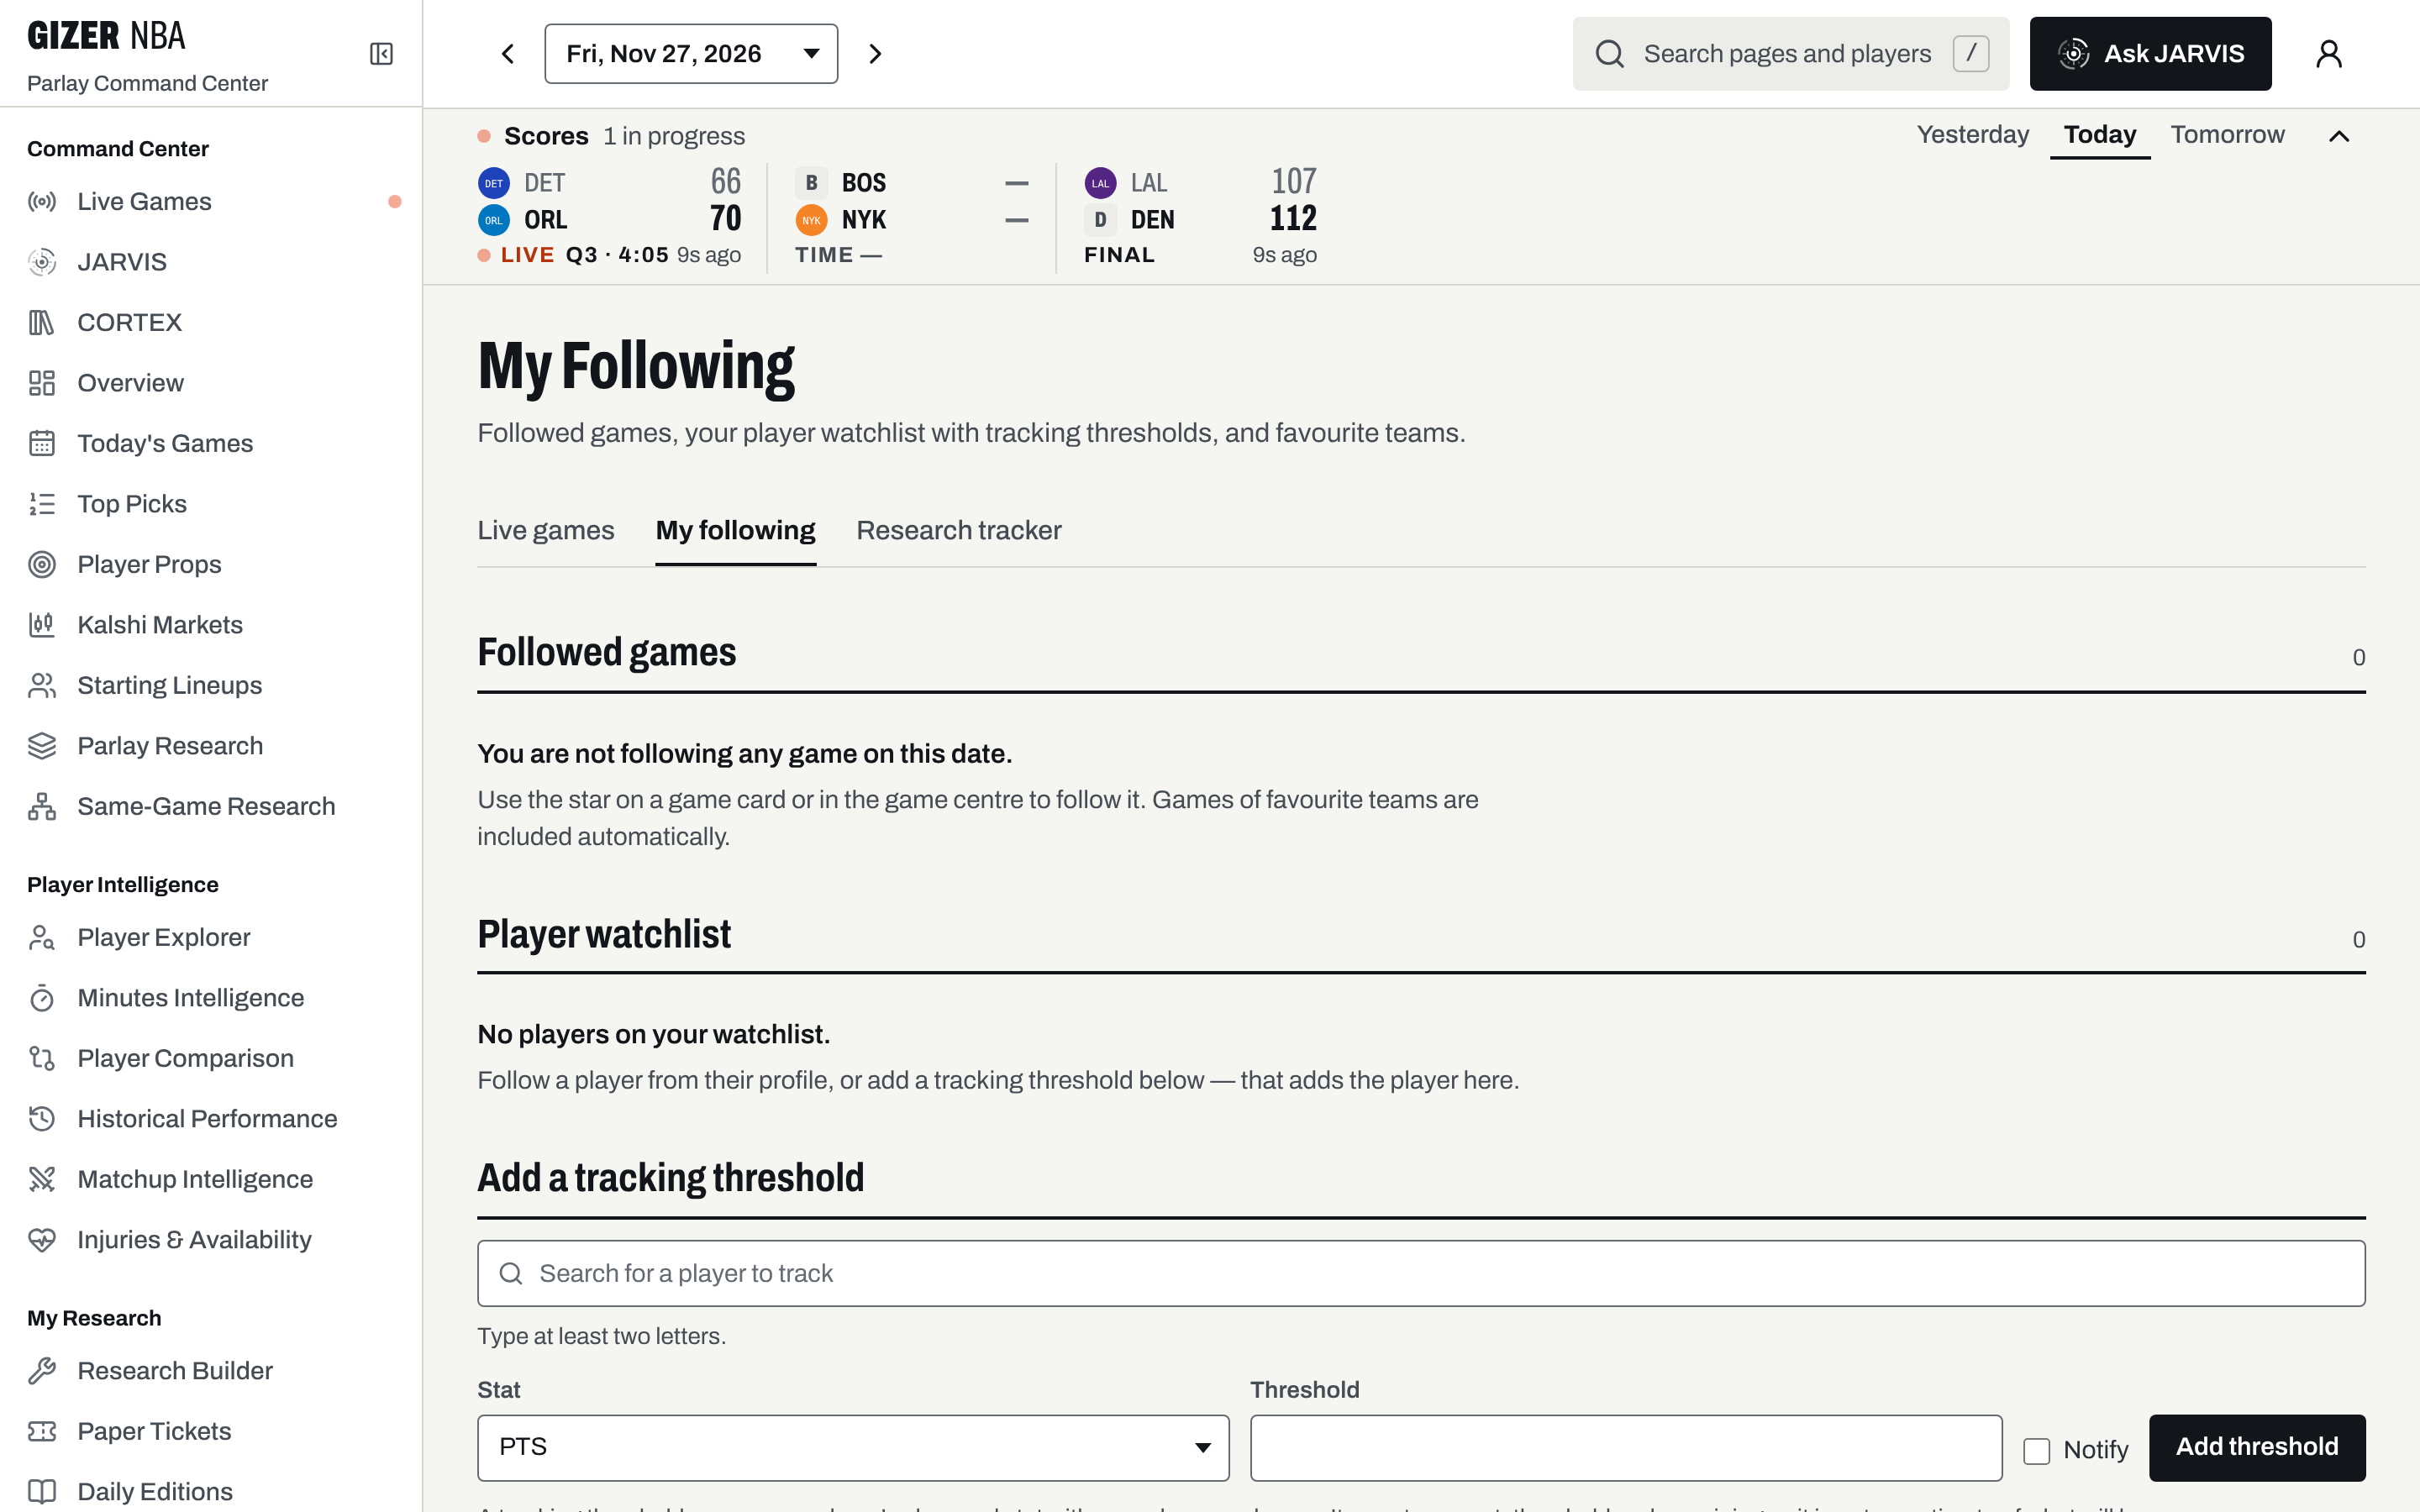 GIZER NBA
Parlay Command Center
Fri, Nov 27, 2026
Search pages and players /
Ask JARVIS
Command Center
Live Games
JARVIS
CORTEX
Overview
Today's Games
Top Picks
Player Props
Kalshi Markets
Starting Lineups
Parlay Research
Same-Game Research
Player Intelligence
Player Explorer
Minutes Intelligence
Player Comparison
Historical Performance
Matchup Intelligence
Injuries & Availability
My Research
Research Builder
Paper Tickets
Daily Editions
Scores 1 in progress
Yesterday Today Tomorrow
DET DET 66
ORL ORL 70
LIVE Q3 · 4:05 9s ago
B BOS —
NYK NYK —
TIME —
LAL LAL 107
D DEN 112
FINAL 9s ago
My Following
Followed games, your player watchlist with tracking thresholds, and favourite teams.
Live games My following Research tracker
Followed games 0
You are not following any game on this date.
Use the star on a game card or in the game centre to follow it. Games of favourite teams are
included automatically.
Player watchlist 0
No players on your watchlist.
Follow a player from their profile, or add a tracking threshold below — that adds the player here.
Add a tracking threshold
Search for a player to track
Type at least two letters.
Stat Threshold
PTS Notify Add threshold